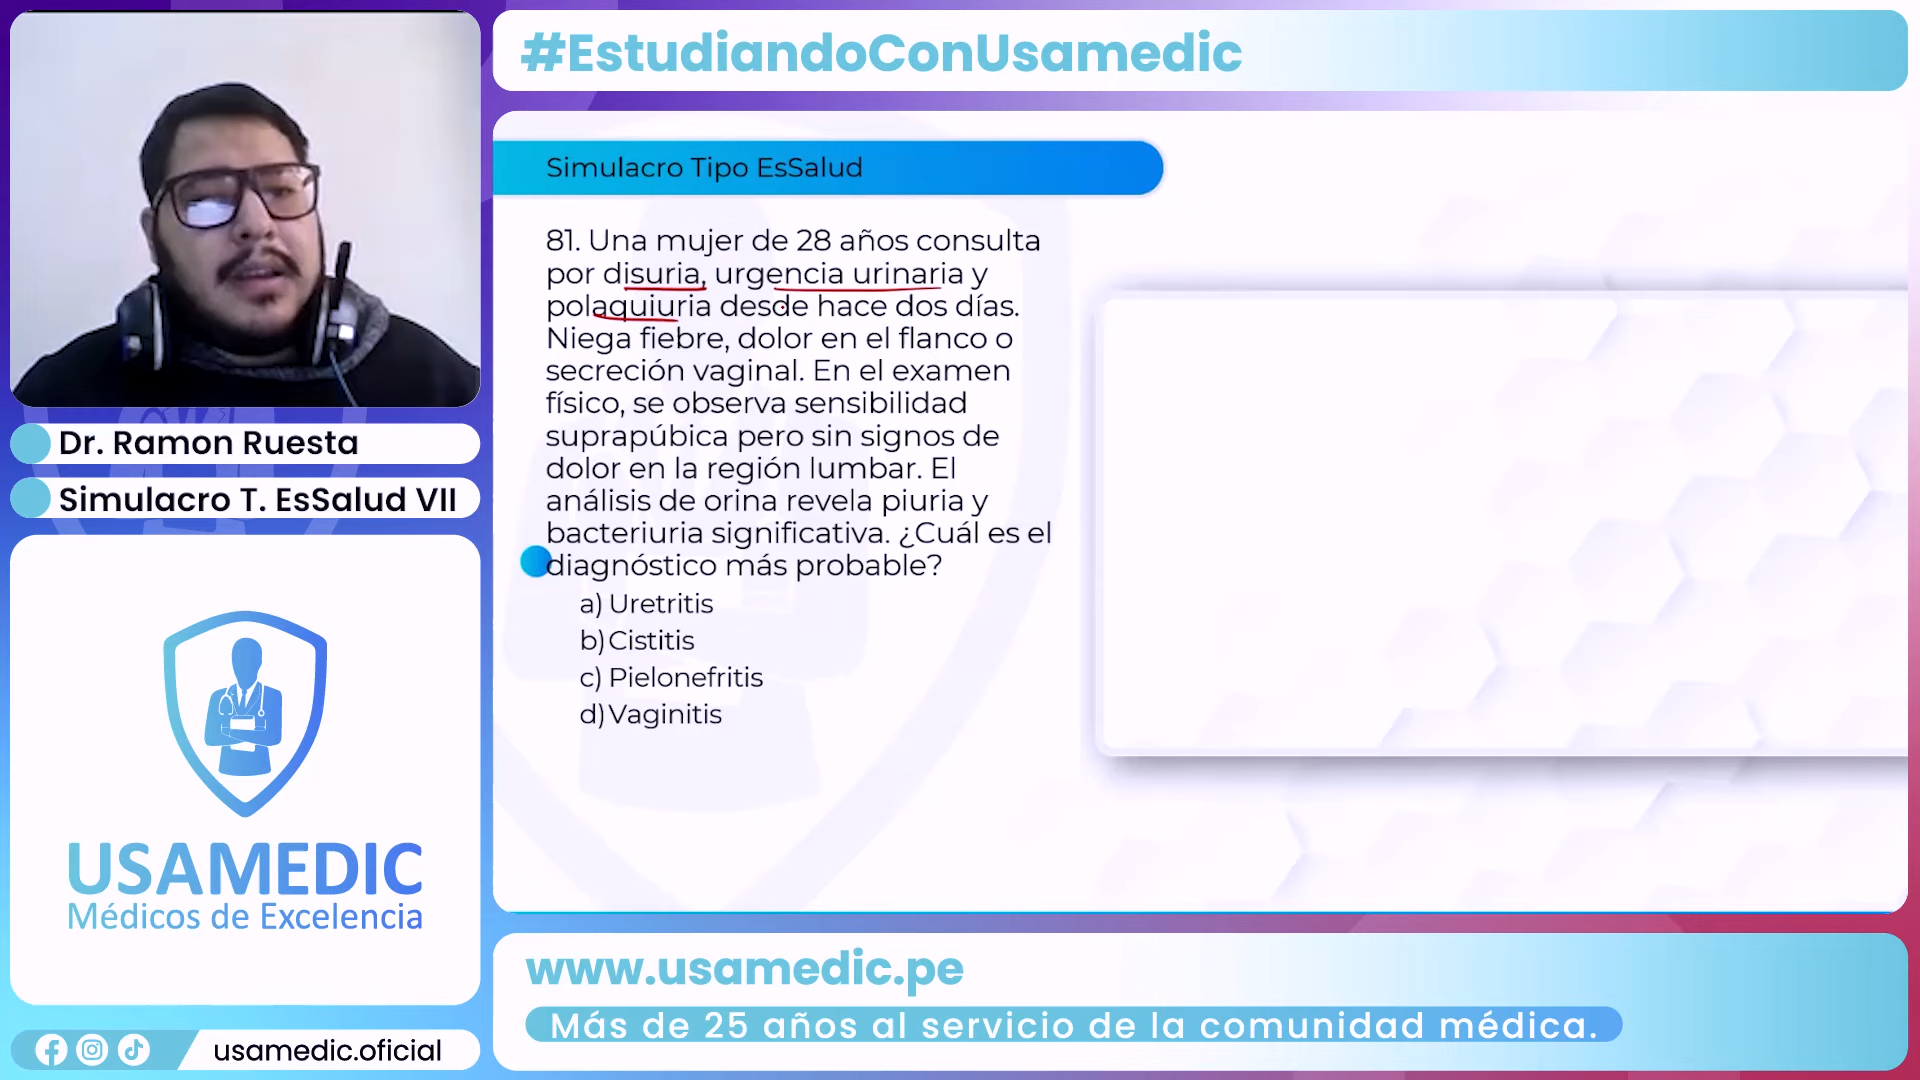 #EstudiandoConUsamedic
Simulacro Tipo EsSalud
81. Una mujer de 28 años consulta
por disuria, urgencia urinaria y
polaquiuria desde hace dos días.
Niega fiebre, dolor en el flanco o
secreción vaginal. En el examen
físico, se observa sensibilidad
suprapúbica pero sin signos de
dolor en la región lumbar. El
análisis de orina revela piuria y
bacteriuria significativa. ¿Cuál es el
diagnóstico más probable?
a) Uretritis
b) Cistitis
c) Pielonefritis
d) Vaginitis
Dr. Ramon Ruesta
Simulacro T. EsSalud VII
USAMEDIC
Médicos de Excelencia
usamedic.oficial
www.usamedic.pe
Más de 25 años al servicio de la comunidad médica.